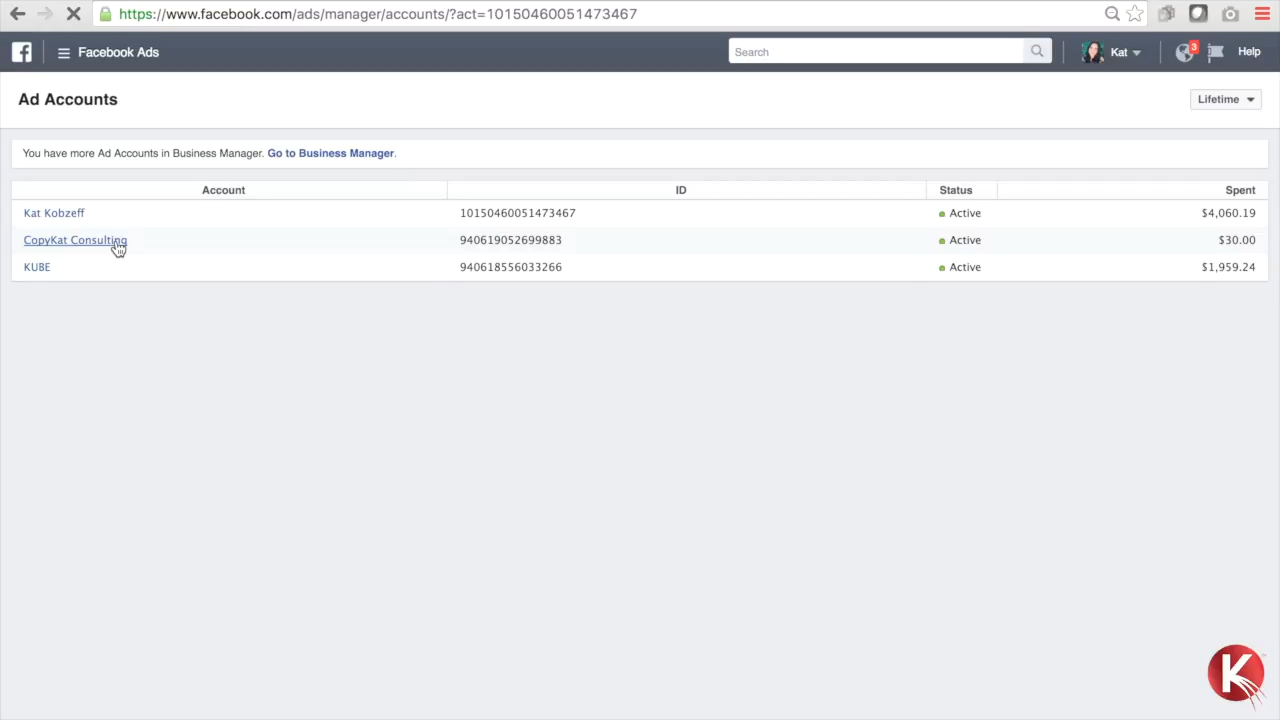 https://www.facebook.com/ads/manager/accounts/?act=10150460051473467
Facebook Ads
Search
Kat
3
Help
Ad Accounts
Lifetime
You have more Ad Accounts in Business Manager. Go to Business Manager.
Account ID Status Spent
Kat Kobzeff 10150460051473467 Active $4,060.19
CopyKat Consulting 940619052699883 Active $30.00
KUBE 940618556033266 Active $1,959.24
K